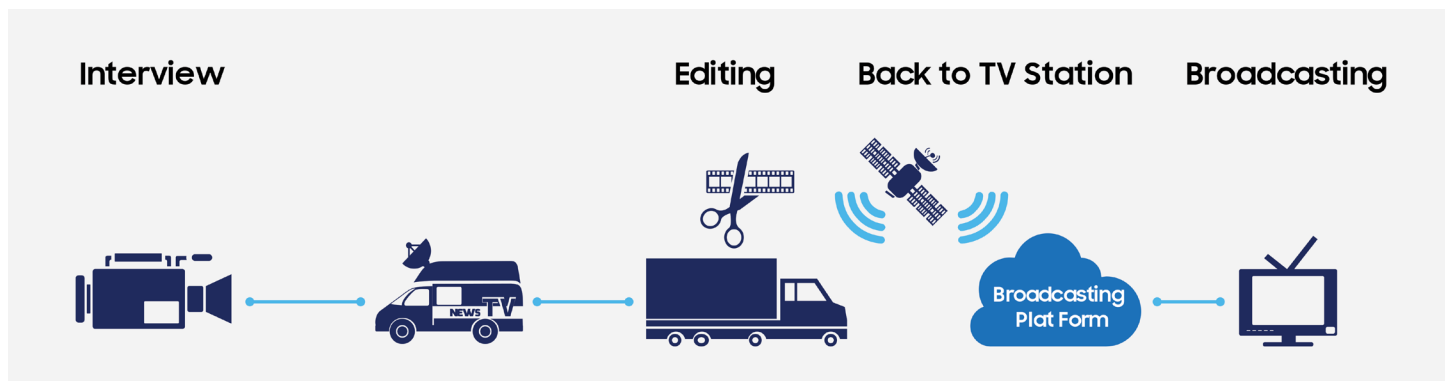 Interview
Editing
Back to TV Station
Broadcasting
NEWS TV
Broadcasting
Plat Form